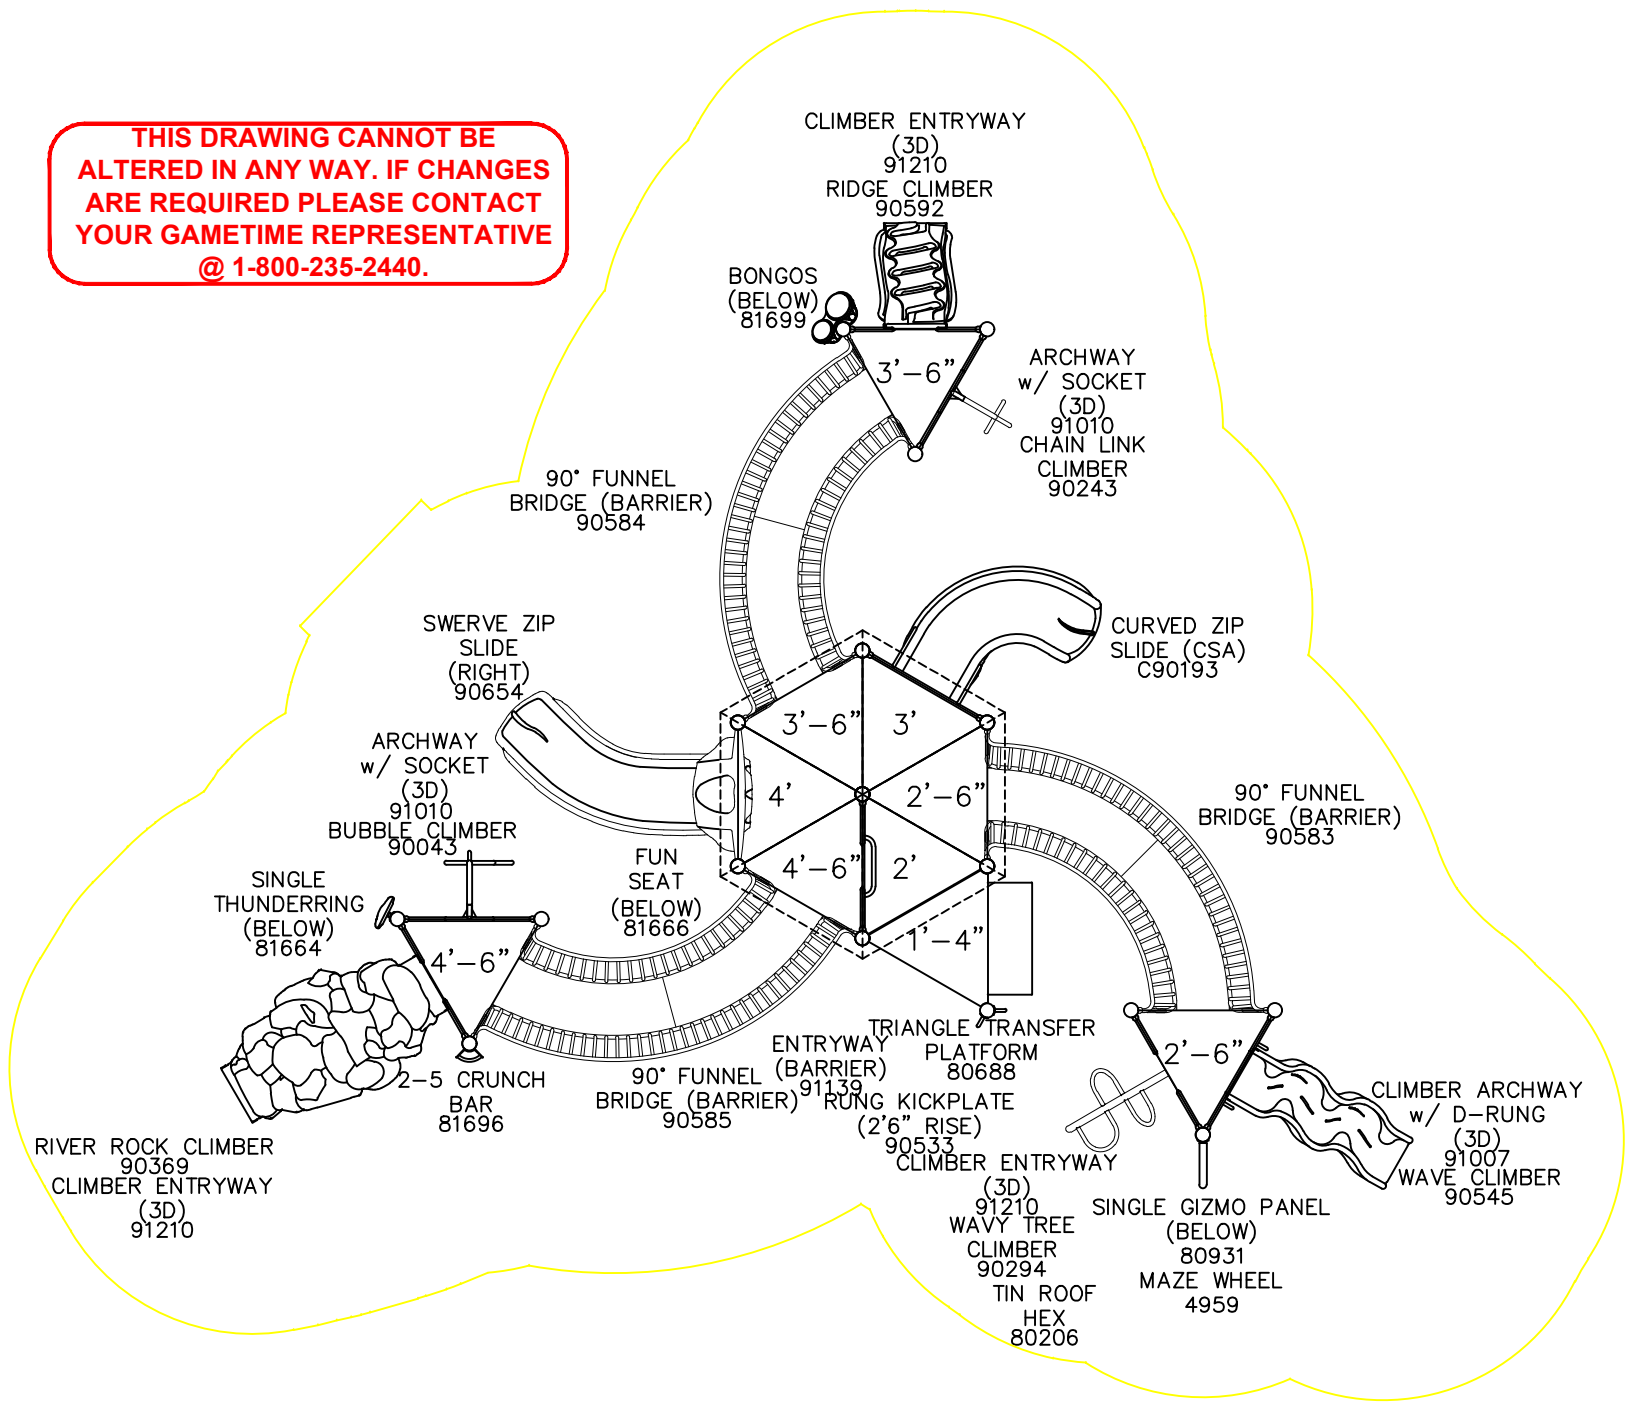 THIS DRAWING CANNOT BE
ALTERED IN ANY WAY. IF CHANGES
ARE REQUIRED PLEASE CONTACT
YOUR GAMETIME REPRESENTATIVE
@ 1-800-235-2440.
CLIMBER ENTRYWAY
(3D)
91210
RIDGE CLIMBER
90592
BONGOS
(BELOW)
81699
3'-6"
ARCHWAY
w/ SOCKET
(3D)
91010
CHAIN LINK
CLIMBER
90243
90° FUNNEL
BRIDGE (BARRIER)
90584
SWERVE ZIP
SLIDE
(RIGHT)
90654
CURVED ZIP
SLIDE (CSA)
C90193
3'-6"
3'
4'
2'-6"
4'-6"
2'
1'-4"
ARCHWAY
w/ SOCKET
(3D)
91010
BUBBLE CLIMBER
90043
90° FUNNEL
BRIDGE (BARRIER)
90583
FUN
SEAT
(BELOW)
81666
SINGLE
THUNDERRING
(BELOW)
81664
4'-6"
2-5 CRUNCH
BAR
81696
90° FUNNEL
BRIDGE (BARRIER)
90585
RIVER ROCK CLIMBER
90369
CLIMBER ENTRYWAY
(3D)
91210
TRIANGLE TRANSFER
PLATFORM
80688
ENTRYWAY
(BARRIER)
91139
RUNG KICKPLATE
(2'6" RISE)
90533
CLIMBER ENTRYWAY
(3D)
91210
WAVY TREE
CLIMBER
90294
TIN ROOF
HEX
80206
2'-6"
SINGLE GIZMO PANEL
(BELOW)
80931
MAZE WHEEL
4959
CLIMBER ARCHWAY
w/ D-RUNG
(3D)
91007
WAVE CLIMBER
90545